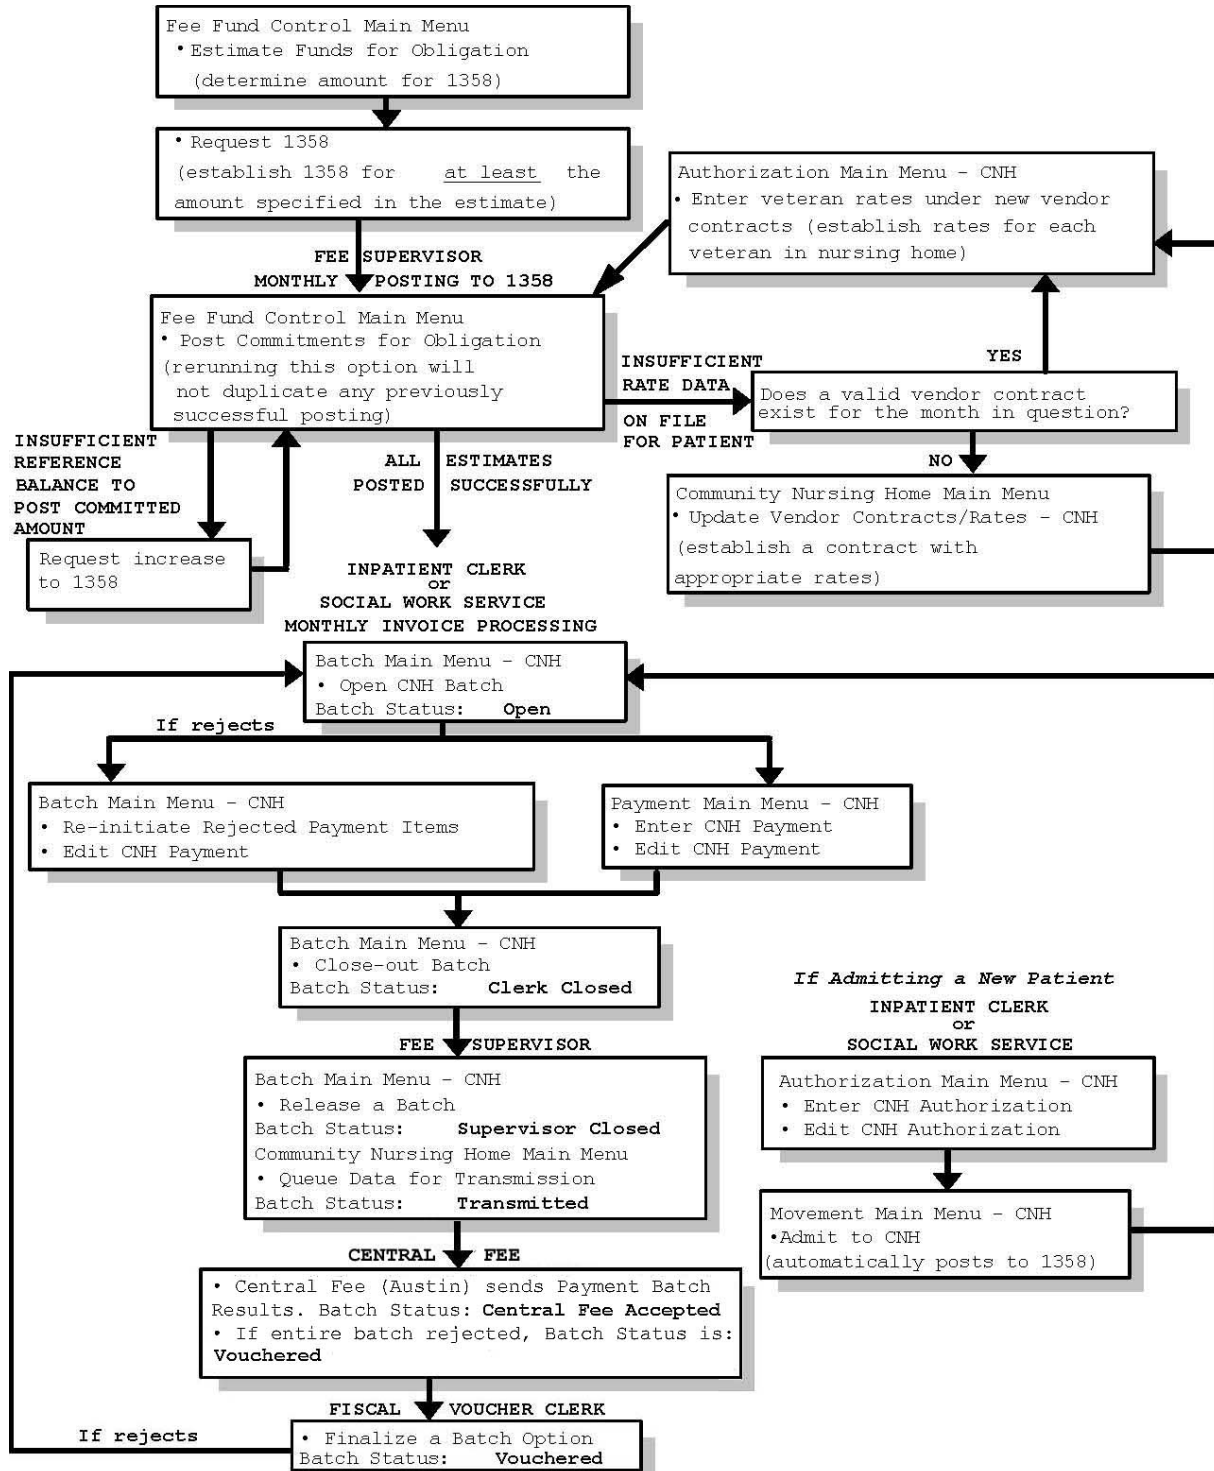 Fee Fund Control Main Menu
• Estimate Funds for Obligation
(determine amount for 1358)
• Request 1358
(establish 1358 for at least the
amount specified in the estimate)
FEE SUPERVISOR
MONTHLY POSTING TO 1358
Authorization Main Menu - CNH
• Enter veteran rates under new vendor
contracts (establish rates for each
veteran in nursing home)
Fee Fund Control Main Menu
• Post Commitments for Obligation
(rerunning this option will
not duplicate any previously
successful posting)
INSUFFICIENT
RATE DATA
ON FILE
FOR PATIENT
YES
Does a valid vendor contract
exist for the month in question?
NO
Community Nursing Home Main Menu
• Update Vendor Contracts/Rates - CNH
(establish a contract with
appropriate rates)
INSUFFICIENT
REFERENCE
BALANCE TO
POST COMMITTED
AMOUNT
Request increase
to 1358
ALL ESTIMATES
POSTED SUCCESSFULLY
INPATIENT CLERK
or
SOCIAL WORK SERVICE
MONTHLY INVOICE PROCESSING
Batch Main Menu - CNH
• Open CNH Batch
Batch Status: Open
If rejects
Batch Main Menu - CNH
• Re-initiate Rejected Payment Items
• Edit CNH Payment
Payment Main Menu - CNH
• Enter CNH Payment
• Edit CNH Payment
Batch Main Menu - CNH
• Close-out Batch
Batch Status: Clerk Closed
FEE SUPERVISOR
Batch Main Menu - CNH
• Release a Batch
Batch Status: Supervisor Closed
Community Nursing Home Main Menu
• Queue Data for Transmission
Batch Status: Transmitted
If Admitting a New Patient
INPATIENT CLERK
or
SOCIAL WORK SERVICE
Authorization Main Menu - CNH
• Enter CNH Authorization
• Edit CNH Authorization
Movement Main Menu - CNH
•Admit to CNH
(automatically posts to 1358)
CENTRAL FEE
• Central Fee (Austin) sends Payment Batch
Results. Batch Status: Central Fee Accepted
• If entire batch rejected, Batch Status is:
Vouchered
FISCAL VOUCHER CLERK
If rejects
• Finalize a Batch Option
Batch Status: Vouchered